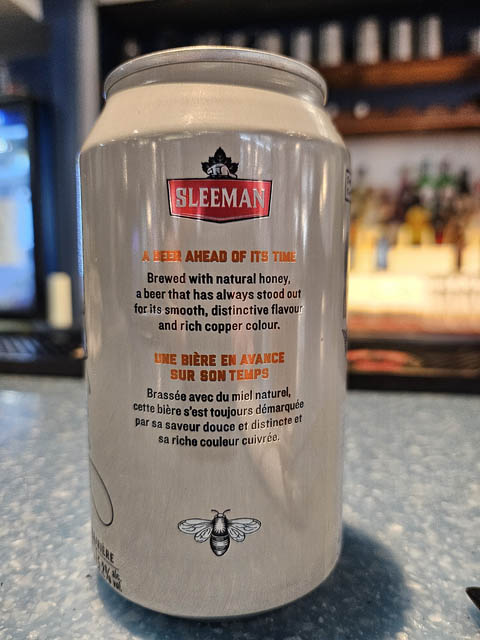 SLEEMAN
A BEER AHEAD OF ITS TIME
Brewed with natural honey,
a beer that has always stood out
for its smooth, distinctive flavour
and rich copper colour.
UNE BIÈRE EN AVANCE
SUR SON TEMPS
Brassée avec du miel naturel,
cette bière s'est toujours démarquée
par sa saveur douce et distincte et
sa riche couleur cuivrée.